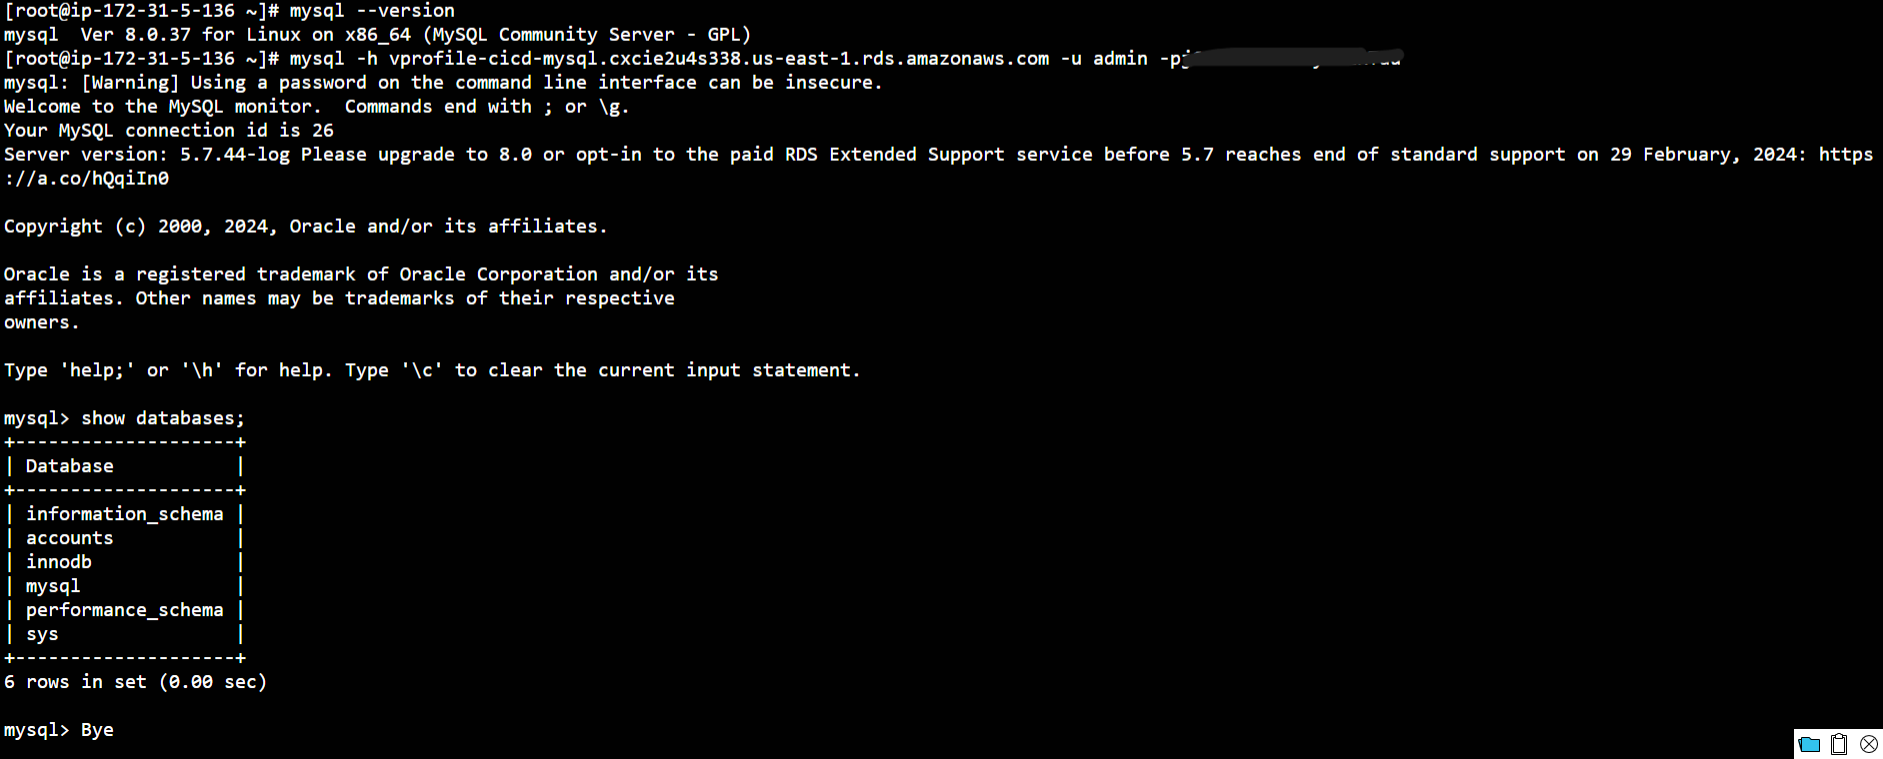 [root@ip-172-31-5-136 ~]# mysql --version
mysql  Ver 8.0.37 for Linux on x86_64 (MySQL Community Server - GPL)
[root@ip-172-31-5-136 ~]# mysql -h vprofile-cicd-mysql.cxcie2u4s338.us-east-1.rds.amazonaws.com -u admin
mysql: [Warning] Using a password on the command line interface can be insecure.
Welcome to the MySQL monitor.  Commands end with ; or \g.
Your MySQL connection id is 26
Server version: 5.7.44-log Please upgrade to 8.0 or opt-in to the paid RDS Extended Support service before 5.7 reaches end of standard support on 29 February, 2024: https
://a.co/hQqiIn0
Copyright (c) 2000, 2024, Oracle and/or its affiliates.
Oracle is a registered trademark of Oracle Corporation and/or its
affiliates. Other names may be trademarks of their respective
owners.
Type 'help;' or '\h' for help. Type '\c' to clear the current input statement.
mysql> show databases;
+--------------------+
| Database           |
+--------------------+
| information_schema |
| accounts           |
| innodb             |
| mysql              |
| performance_schema |
| sys                |
+--------------------+
6 rows in set (0.00 sec)
mysql> Bye